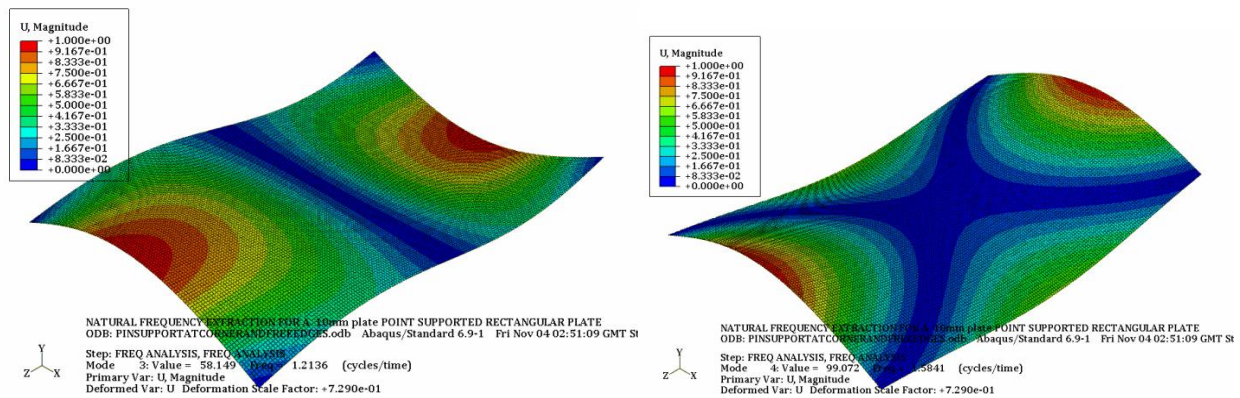 U, Magnitude
+1.000e+00
+9.167e-01
+8.333e-01
+7.500e-01
+6.667e-01
+5.833e-01
+5.000e-01
+4.167e-01
+3.333e-01
+2.500e-01
+1.667e-01
+8.333e-02
+0.000e+00
NATURAL FREQUENCY EXTRACTION FOR A 10mm plate POINT SUPPORTED RECTANGULAR PLATE
ODB: PINSUPPORTATCORNERANDFREEEDGES.odb Abaqus/Standard 6.9-1 Fri Nov 04 02:51:09 GMT St
Y
Z X
Step: FREQ ANALYSIS, FREQ ANALYSIS
Mode 3: Value = 58.149 Freq = 1.2136 (cycles/time)
Primary Var: U, Magnitude
Deformed Var: U Deformation Scale Factor: +7.290e-01
U, Magnitude
+1.000e+00
+9.167e-01
+8.333e-01
+7.500e-01
+6.667e-01
+5.833e-01
+5.000e-01
+4.167e-01
+3.333e-01
+2.500e-01
+1.667e-01
+8.333e-02
+0.000e+00
NATURAL FREQUENCY EXTRACTION FOR A 10mm plate POINT SUPPORTED RECTANGULAR PLATE
ODB: PINSUPPORTATCORNERANDFREEEDGES.odb Abaqus/Standard 6.9-1 Fri Nov 04 02:51:09 GMT St
Y
Z X
Step: FREQ ANALYSIS, FREQ
Mode 4: Value = 99.072 .5841 (cycles/time)
Primary Var: U, Magnitude
Deformed Var: U Deformation Scale Factor: +7.290e-01